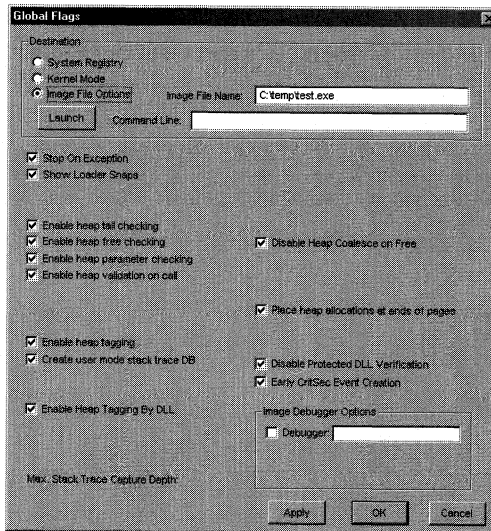 Global Flags
Destination
System Registry
Kernel Mode
Image File Options
Image File Name: C:\temp\test.exe
Launch
Command Line:
Stop On Exception
Show Loader Snaps
Enable heap tail checking
Enable heap free checking
Disable Heap Coalesce on Free
Enable heap parameter checking
Enable heap validation on call
Place heap allocations at ends of pages
Enable heap tagging
Create user mode stack trace DB
Disable Protected DLL Verification
Early CritSec Event Creation
Enable Heap Tagging By DLL
Image Debugger Options
Debugger:
Max. Stack Trace Capture Depth:
Apply
OK
Cancel